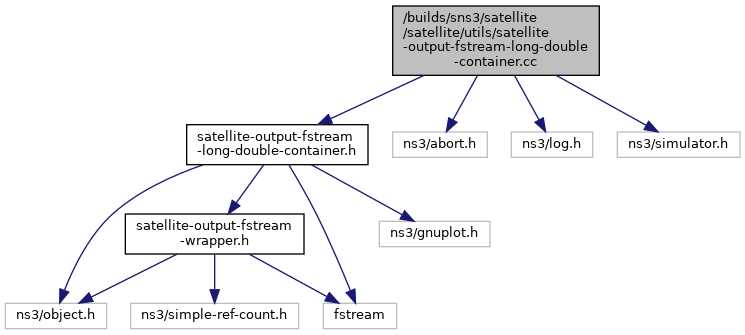 /builds/sns3/satellite
/satellite/utils/satellite
-output-fstream-long-double
-container.cc
satellite-output-fstream
-long-double-container.h
ns3/abort.h
ns3/log.h
ns3/simulator.h
satellite-output-fstream
-wrapper.h
ns3/gnuplot.h
ns3/object.h
ns3/simple-ref-count.h
fstream